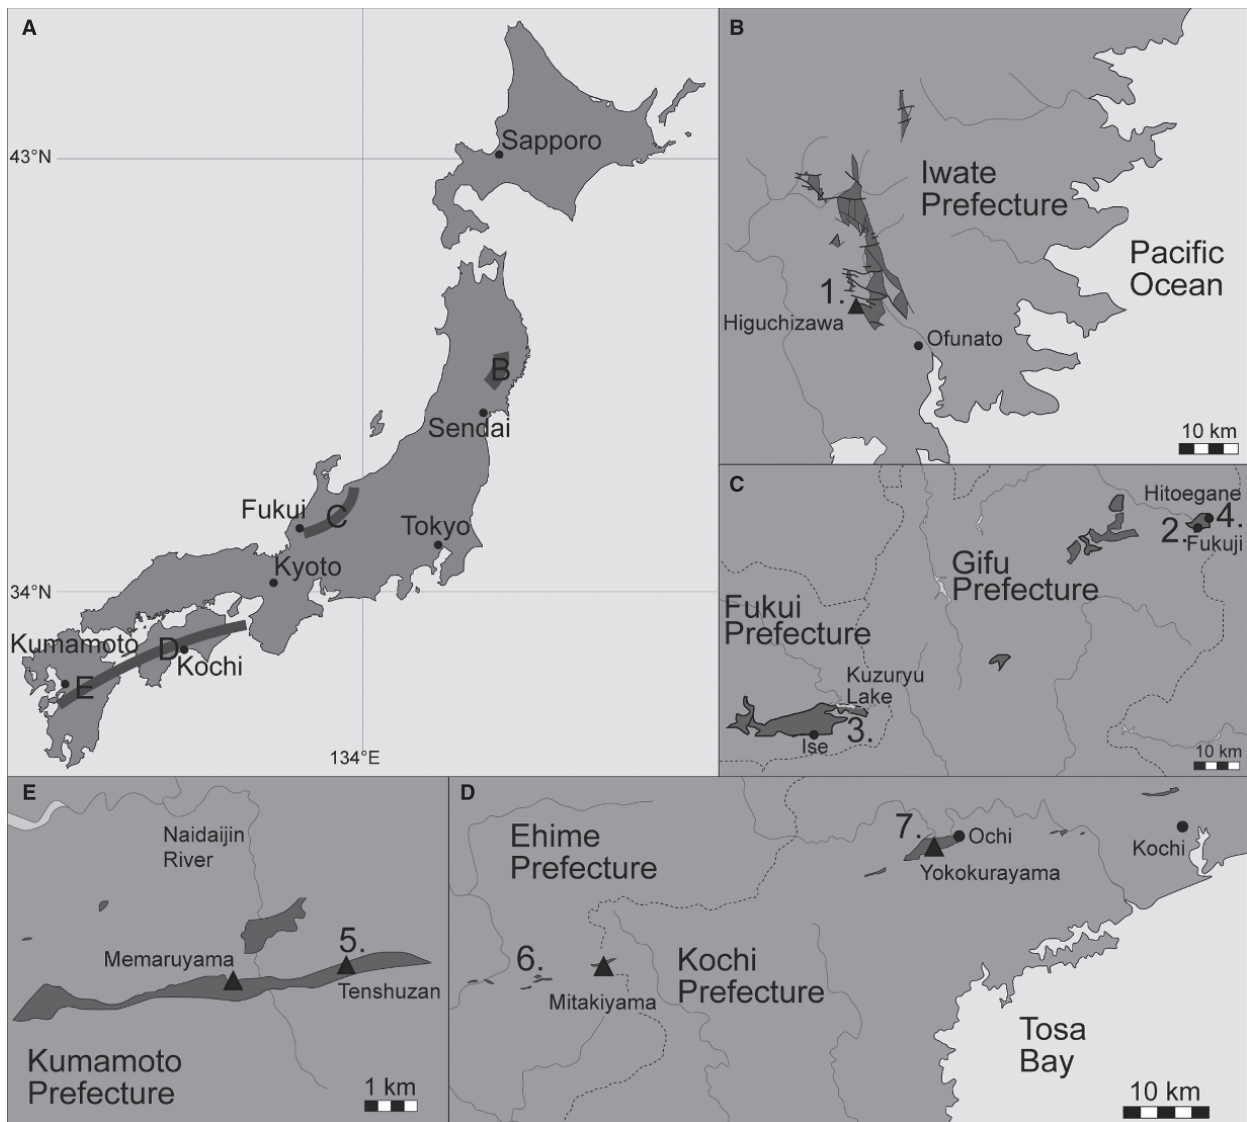 A
43°N
Sapporo
B
Sendai
Fukui
C
Tokyo
Kyoto
34°N
Kumamoto
D
Kochi
E
134°E
B
Iwate
Prefecture
Pacific
Ocean
1.
Higuchizawa
Ofunato
10 km
C
Hitoegane
4.
2.
Fukuji
Gifu
Prefecture
Fukui
Prefecture
Kuzuryu
Lake
3.
Ise
10 km
E
Naidaijin
River
5.
Memaruyama
Tenshuzan
Kumamoto
Prefecture
1 km
D
Ehime
Prefecture
7.
Ochi
Yokokurayama
Kochi
6.
Mitakiyama
Kochi
Prefecture
Tosa
Bay
10 km